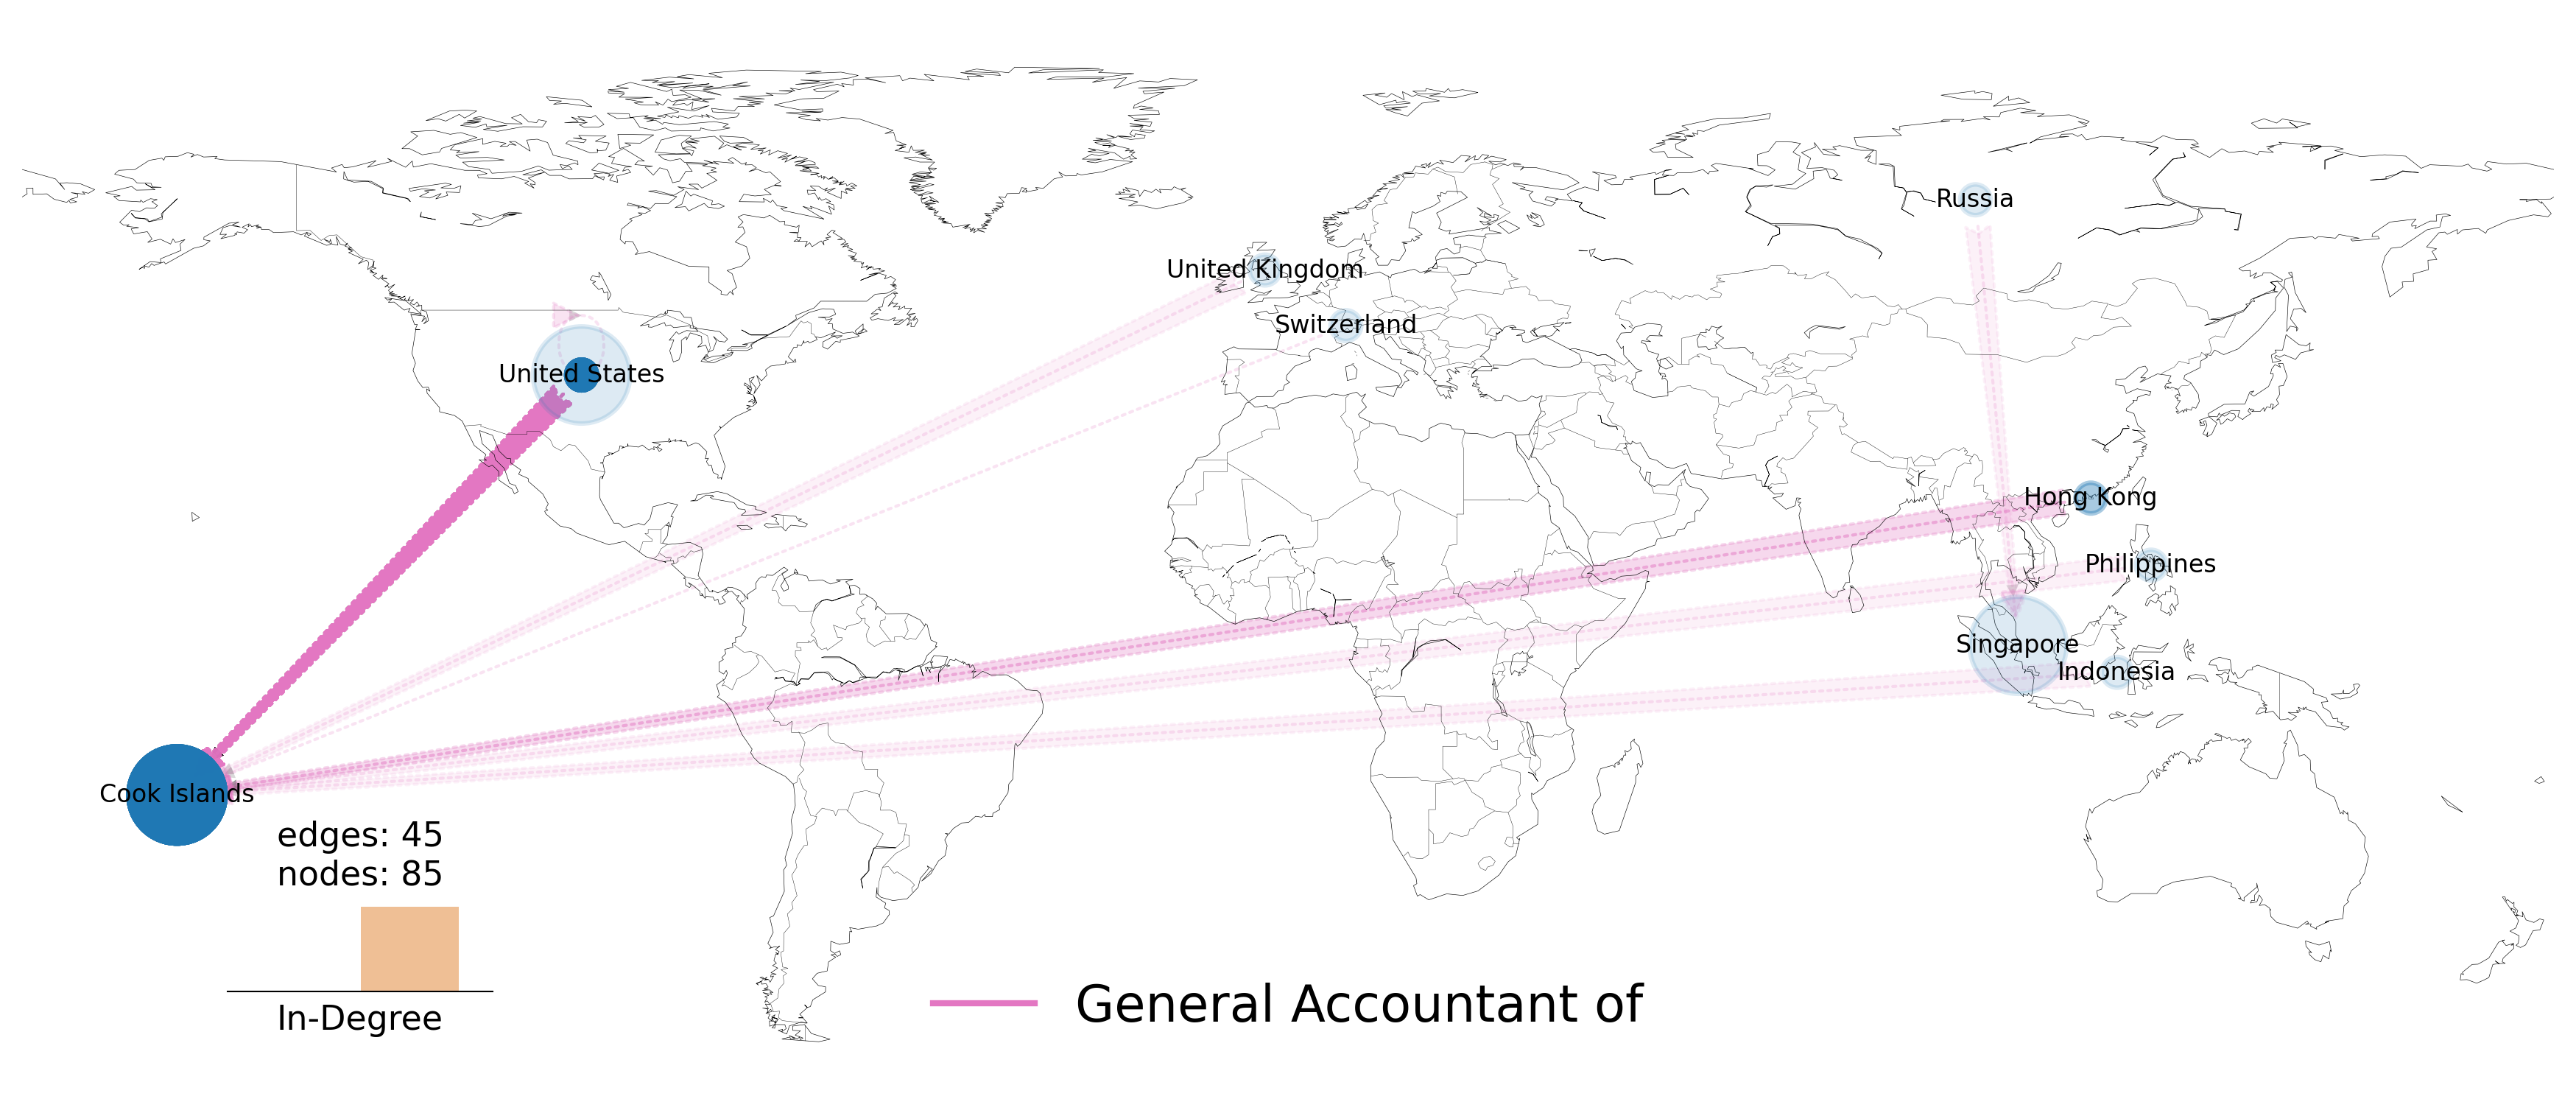 Russia
United Kingdom
Switzerland
United States
Hong Kong
Philippines
Singapore
Indonesia
Cook Islands
edges: 45
nodes: 85
In-Degree
General Accountant of